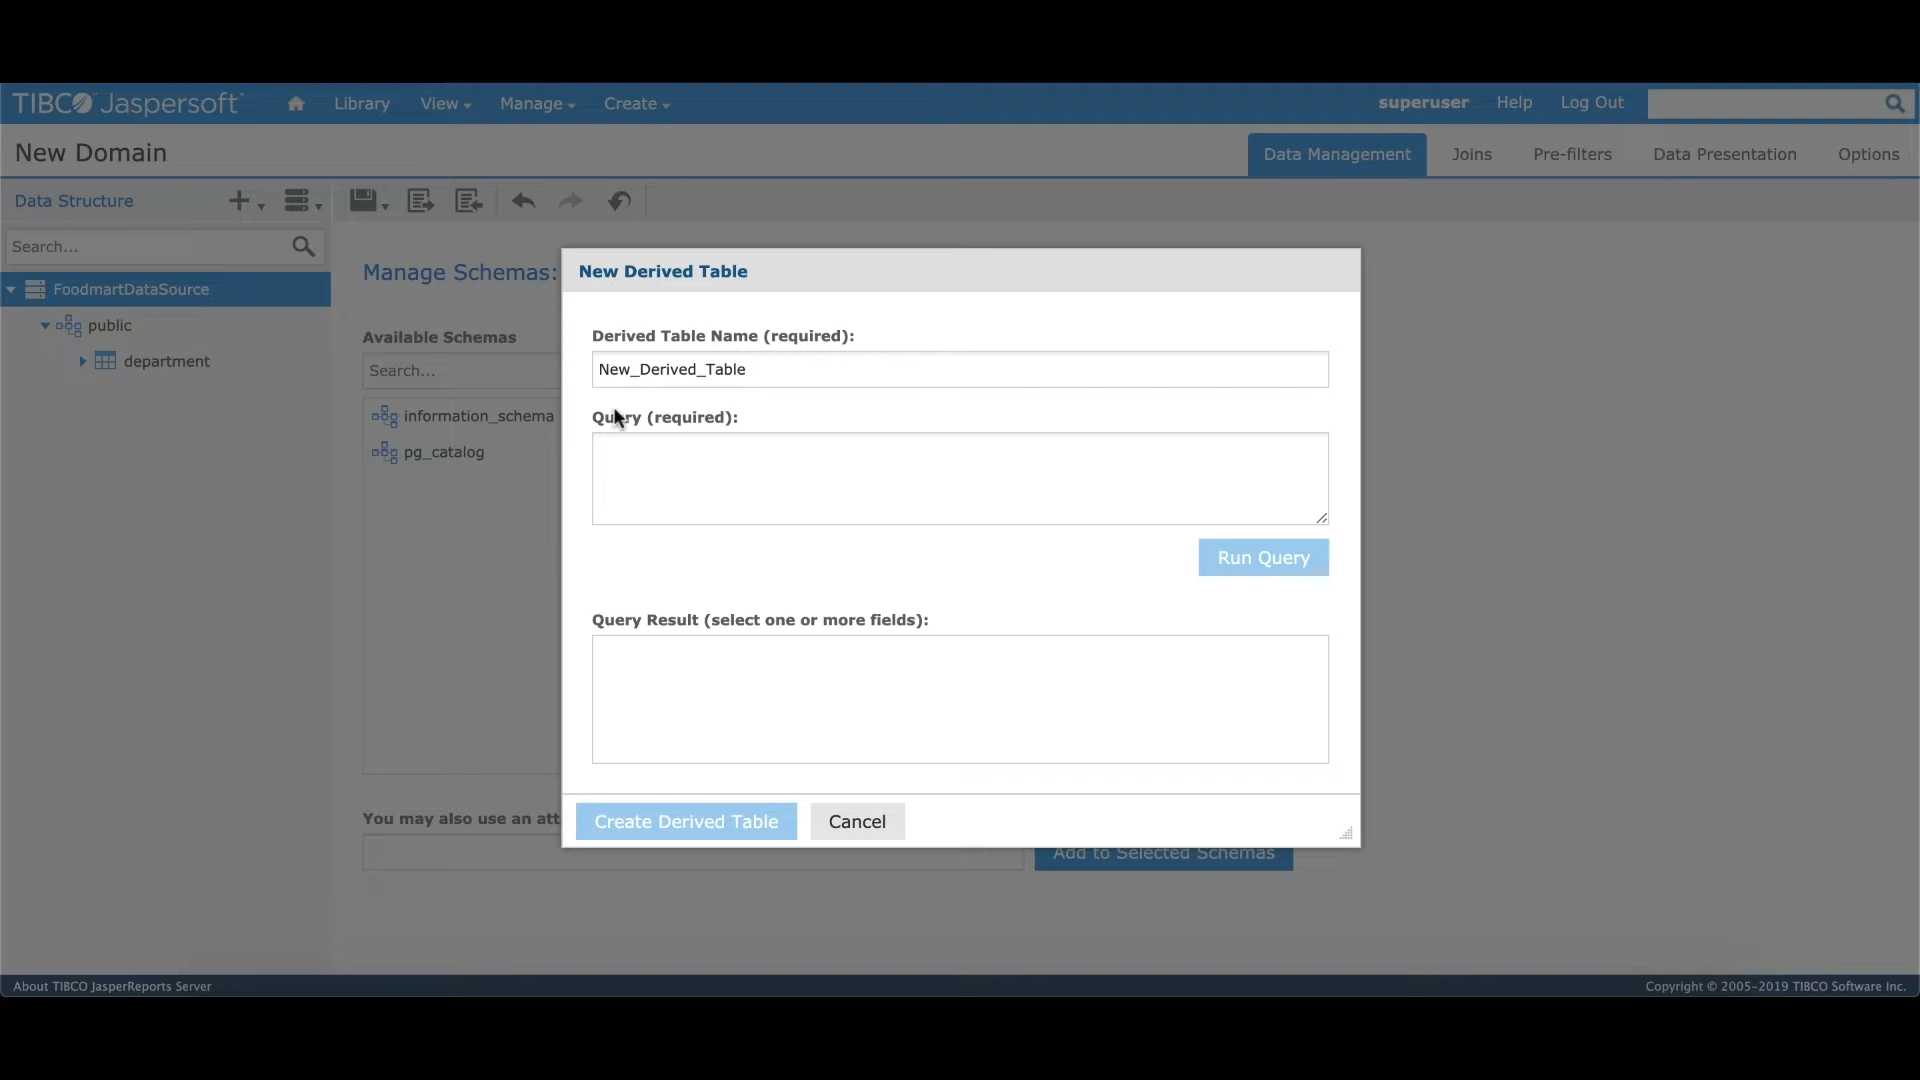 TIBCO Jaspersoft
Library
View
Manage
Create
superuser
Help
Log Out
New Domain
Data Management
Joins
Pre-filters
Data Presentation
Options
Data Structure
Search...
FoodmartDataSource
public
department
Manage Schemas:
Available Schemas
Search...
information_schema
pg_catalog
You may also use an att
Add to Selected Schemas
New Derived Table
Derived Table Name (required):
New_Derived_Table
Query (required):
Run Query
Query Result (select one or more fields):
Create Derived Table
Cancel
About TIBCO JasperReports Server
Copyright © 2005-2019 TIBCO Software Inc.